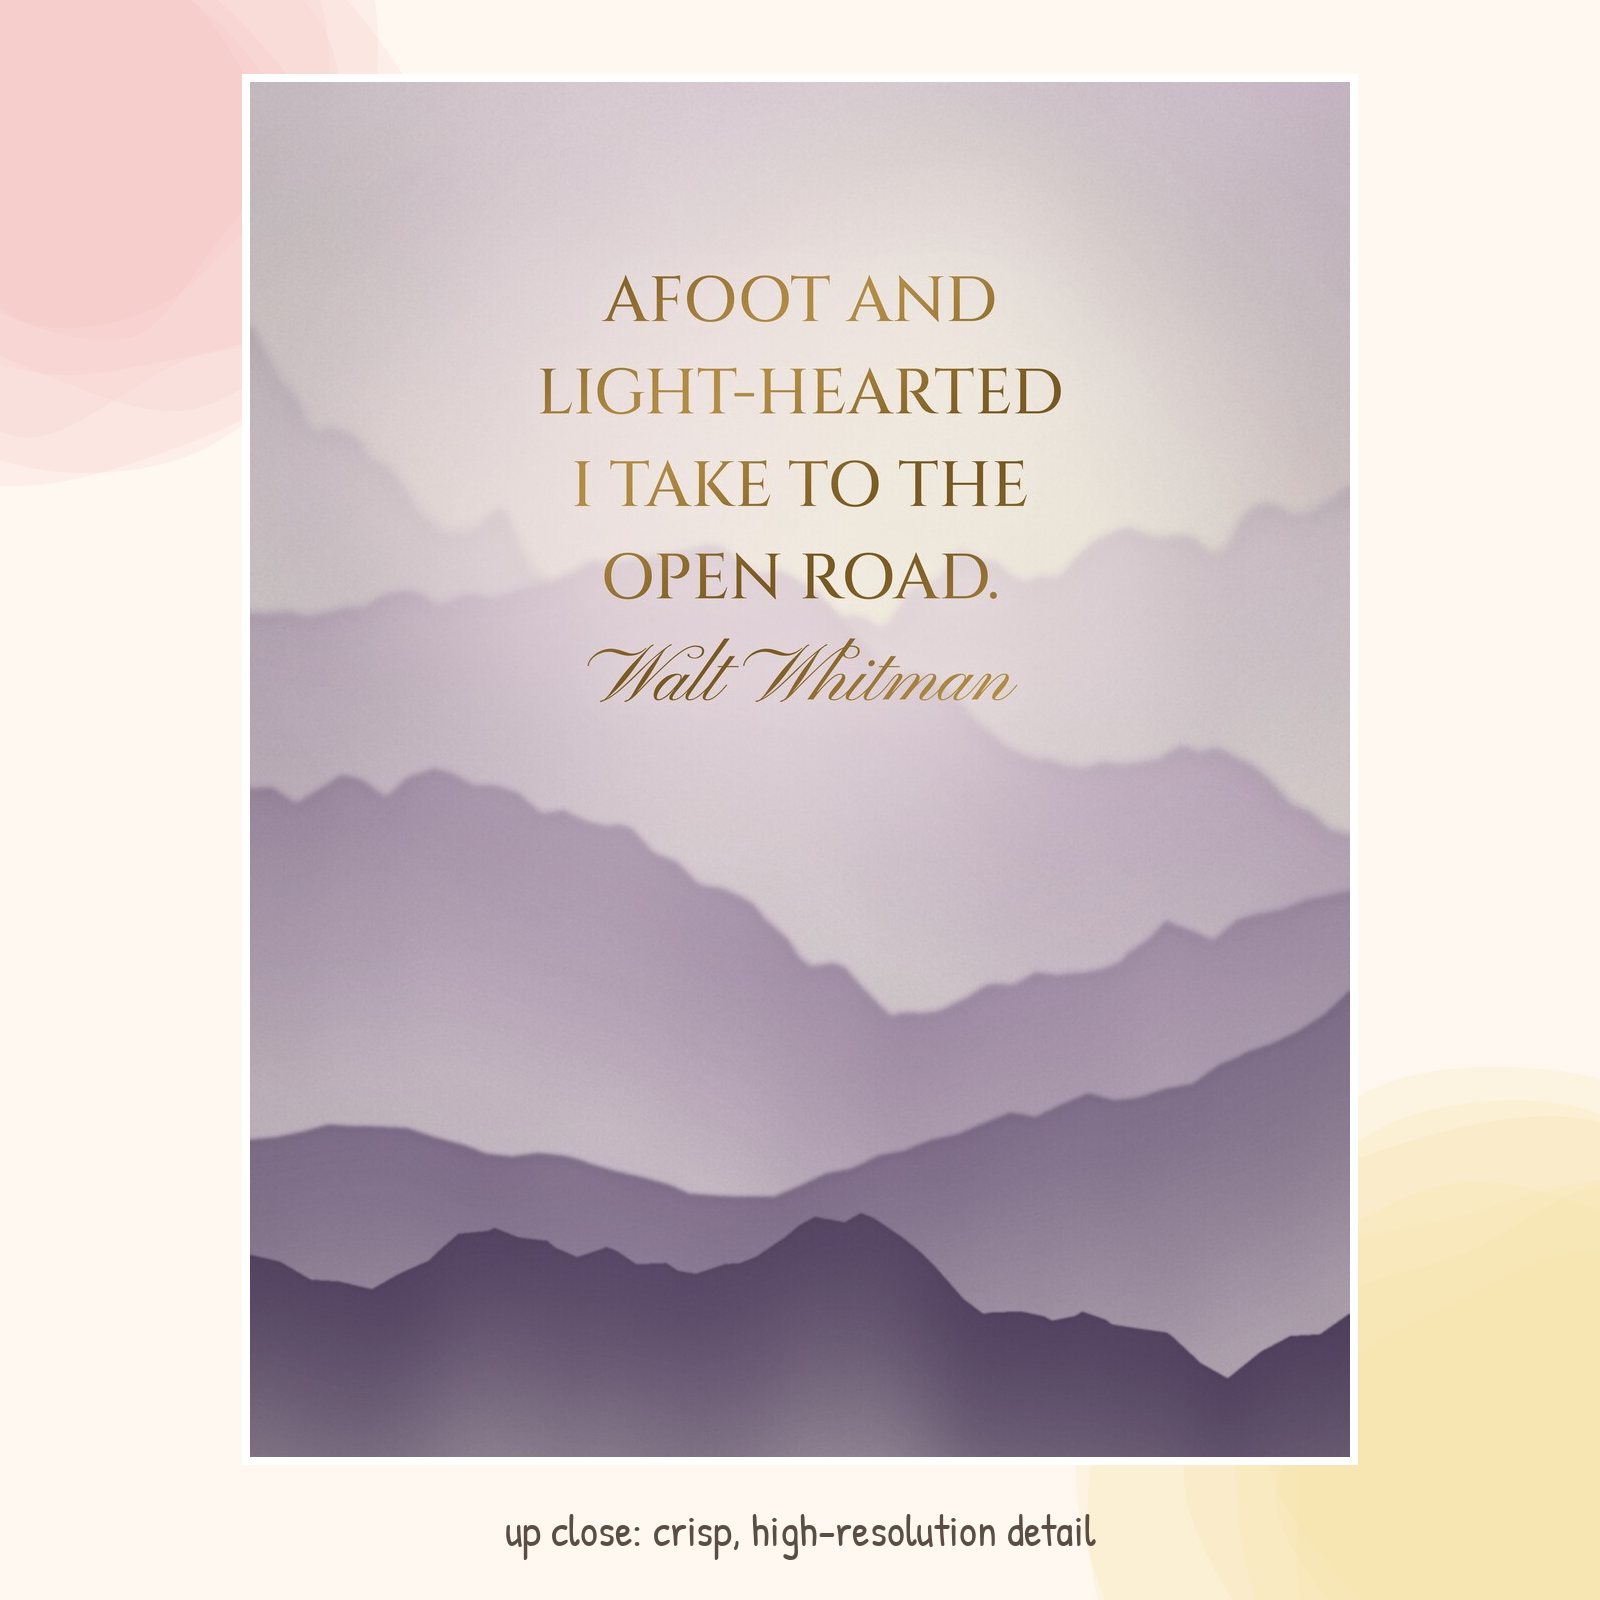 AFOOT AND
LIGHT-HEARTED
I TAKE TO THE
OPEN ROAD.
Walt Whitman
up close: crisp, high-resolution detail